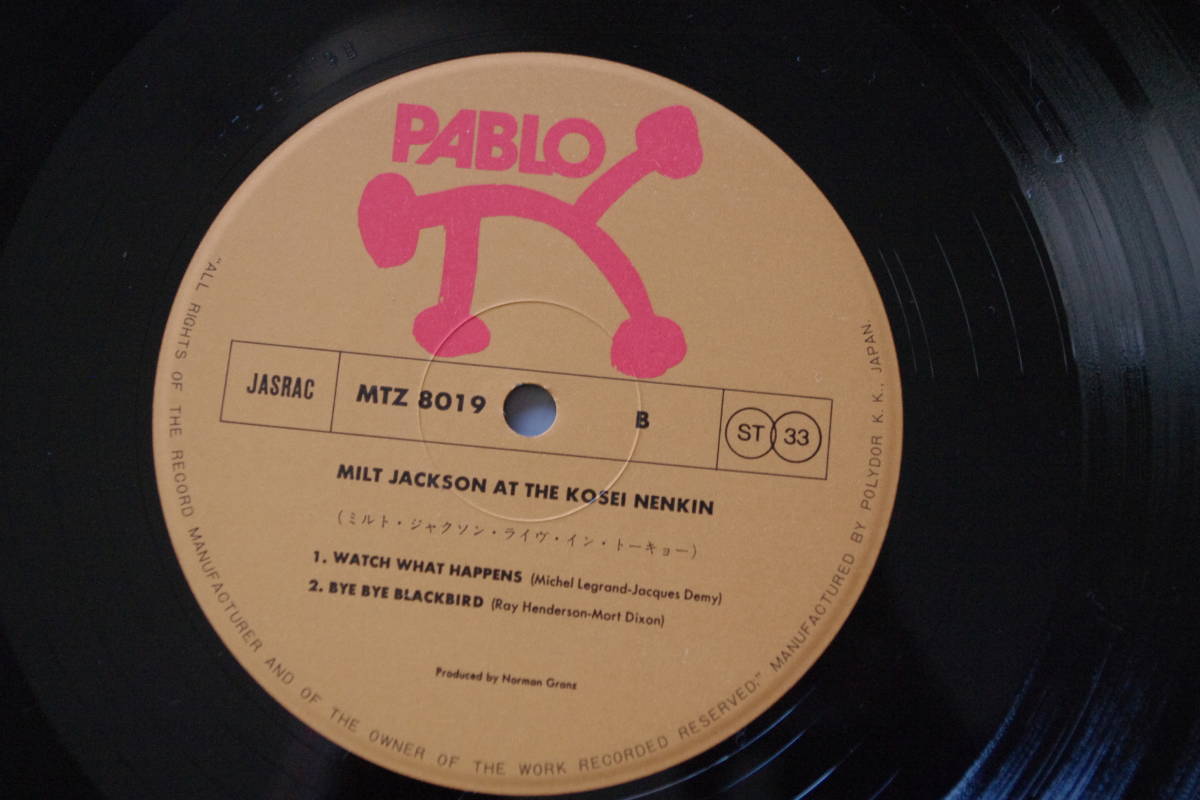 PABLO
JASRAC
MTZ 8019
B
ST 33
MILT JACKSON AT THE KOSEI NENKIN
(ミルト・ジャクソン・ライヴ・イン・トーキョー)
1. WATCH WHAT HAPPENS (Michel Legrand-Jacques Demy)
2. BYE BYE BLACKBIRD (Ray Henderson-Mort Dixon)
Produced by Norman Granz
"ALL RIGHTS OF THE RECORD MANUFACTURER AND OF THE OWNER OF THE WORK RECORDED RESERVED." MANUFACTURED BY POLYDOR K.K., JAPAN.